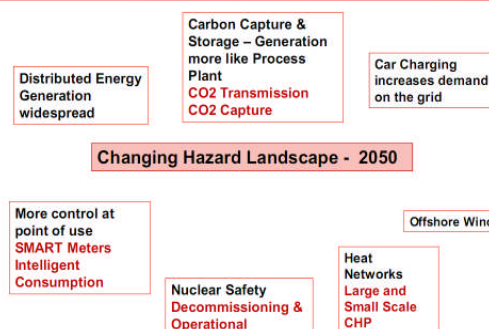 Carbon Capture &
Storage – Generation
more like Process
Plant
CO2 Transmission
CO2 Capture
Distributed Energy
Generation
widespread
Car Charging
increases demand
on the grid
Changing Hazard Landscape - 2050
More control at
point of use
SMART Meters
Intelligent
Consumption
Offshore Wind
Nuclear Safety
Decommissioning &
Operational
Heat
Networks
Large and
Small Scale
CHP